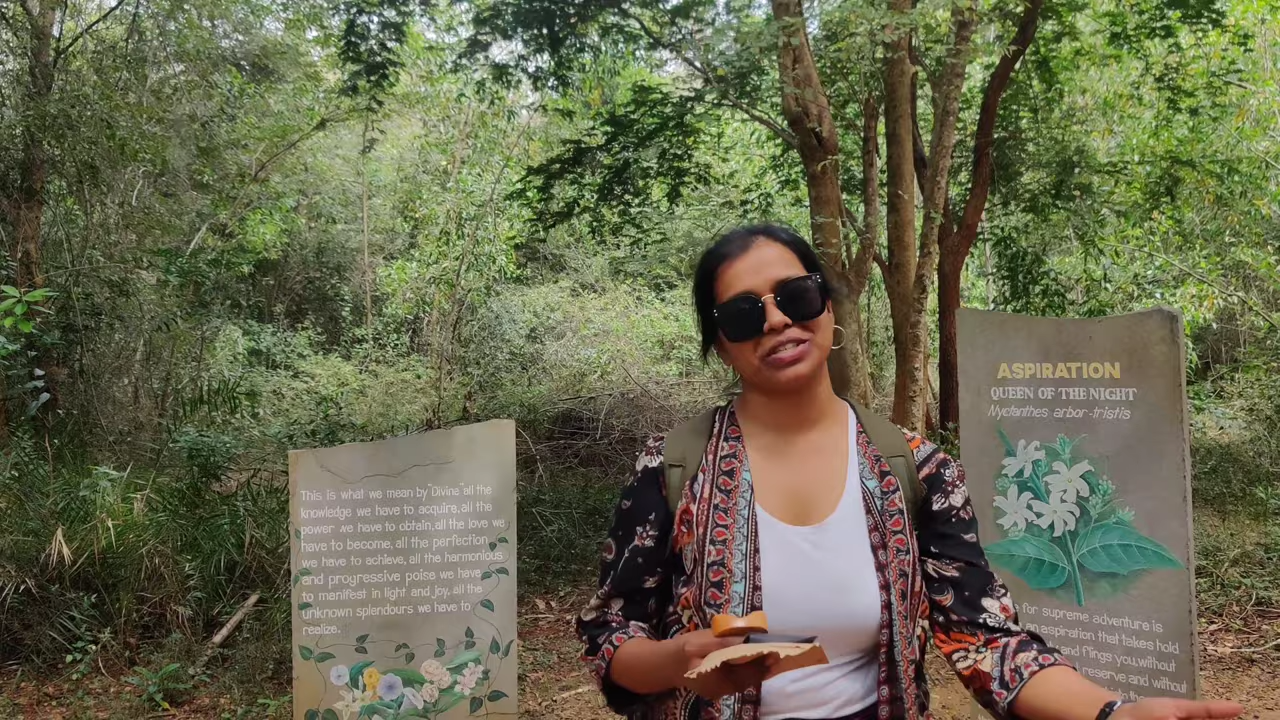 This is what we mean by "Divine" all the
knowledge we have to acquire, all the
power we have to obtain, all the love we
have to become, all the perfection
we have to achieve, all the harmonious
and progressive poise we have
to manifest in light and joy, all the
unknown splendours we have to
realize.
ASPIRATION
QUEEN OF THE NIGHT
Nyctanthes arbor-tristis
for supreme adventure is
an aspiration that takes hold
and flings you, without
reserve and without